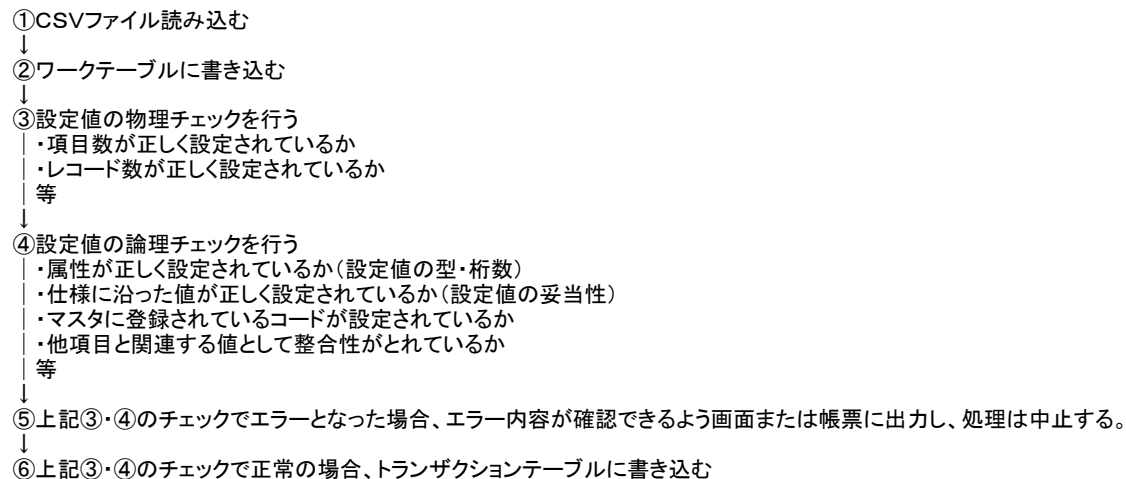 ①CSVファイル読み込む
↓
②ワークテーブルに書き込む
↓
③設定値の物理チェックを行う
│・項目数が正しく設定されているか
│・レコード数が正しく設定されているか
│等
↓
④設定値の論理チェックを行う
│・属性が正しく設定されているか（設定値の型・桁数）
│・仕様に沿った値が正しく設定されているか（設定値の妥当性）
│・マスタに登録されているコードが設定されているか
│・他項目と関連する値として整合性がとれているか
│等
↓
⑤上記③・④のチェックでエラーとなった場合、エラー内容が確認できるよう画面または帳票に出力し、処理は中止する。
↓
⑥上記③・④のチェックで正常の場合、トランザクションテーブルに書き込む